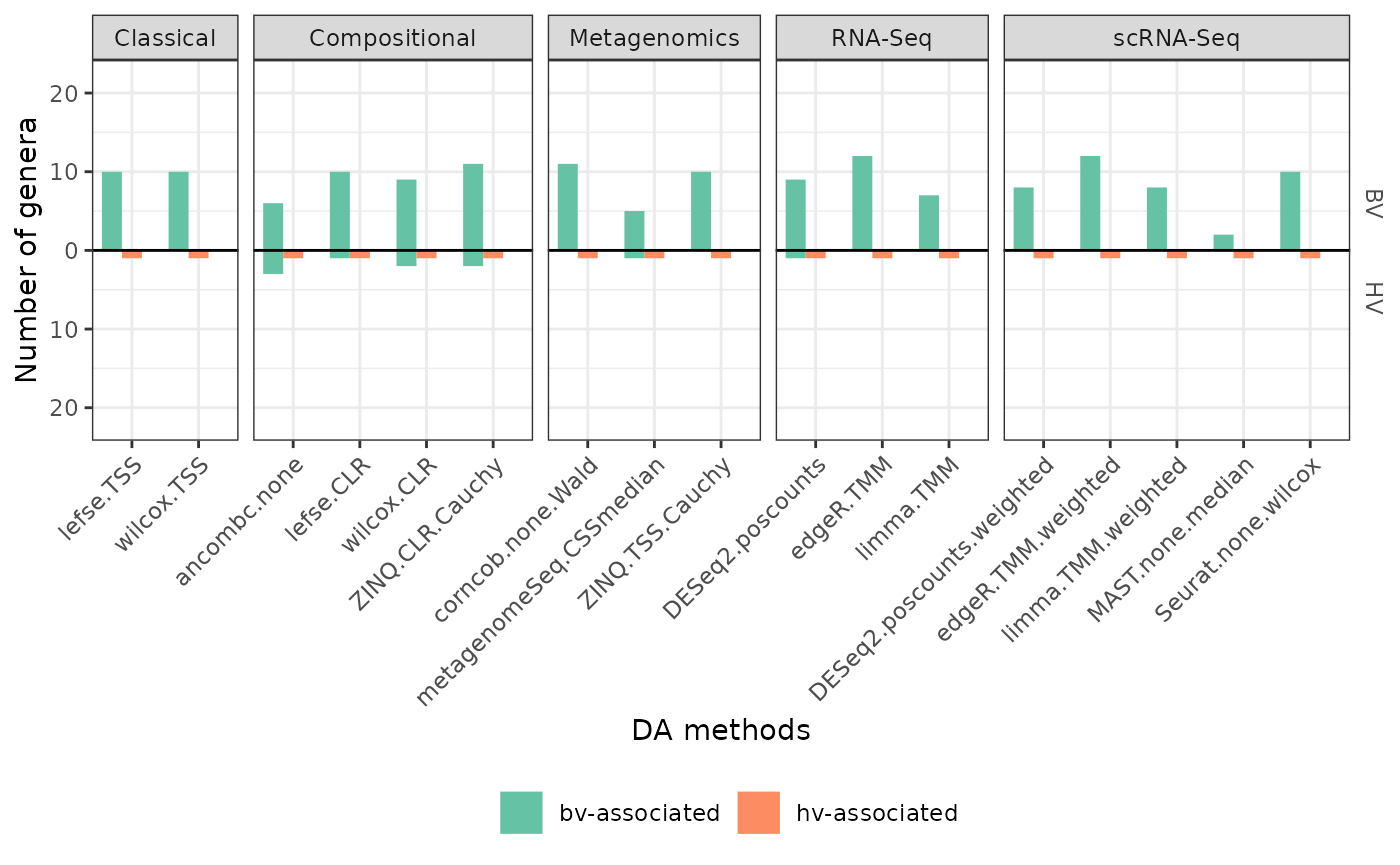 Classical
Compositional
Metagenomics
RNA-Seq
scRNA-Seq
Number of genera
20
10
0
10
20
BV
HV
lefse.TSS
wilcox.TSS
ancombc.none
lefse.CLR
wilcox.CLR
ZINQ.CLR.Cauchy
corncob.none.Wald
metagenomeSeq.CSSmedian
ZINQ.TSS.Cauchy
DESeq2.poscounts
edgeR.TMM
limma.TMM
DESeq2.poscounts.weighted
edgeR.TMM.weighted
limma.TMM.weighted
MAST.none.median
Seurat.none.wilcox
DA methods
bv-associated
hv-associated